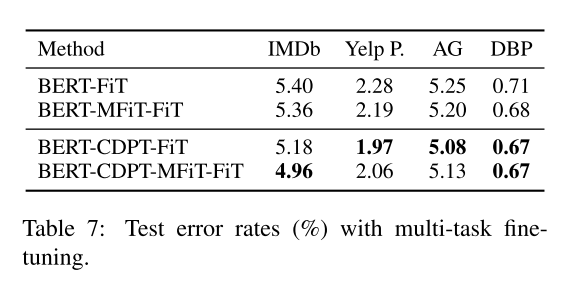 Method IMDb Yelp P. AG DBP
BERT-FiT 5.40 2.28 5.25 0.71
BERT-MFiT-FiT 5.36 2.19 5.20 0.68
BERT-CDPT-FiT 5.18 1.97 5.08 0.67
BERT-CDPT-MFiT-FiT 4.96 2.06 5.13 0.67
Table 7: Test error rates (%) with multi-task fine-
tuning.